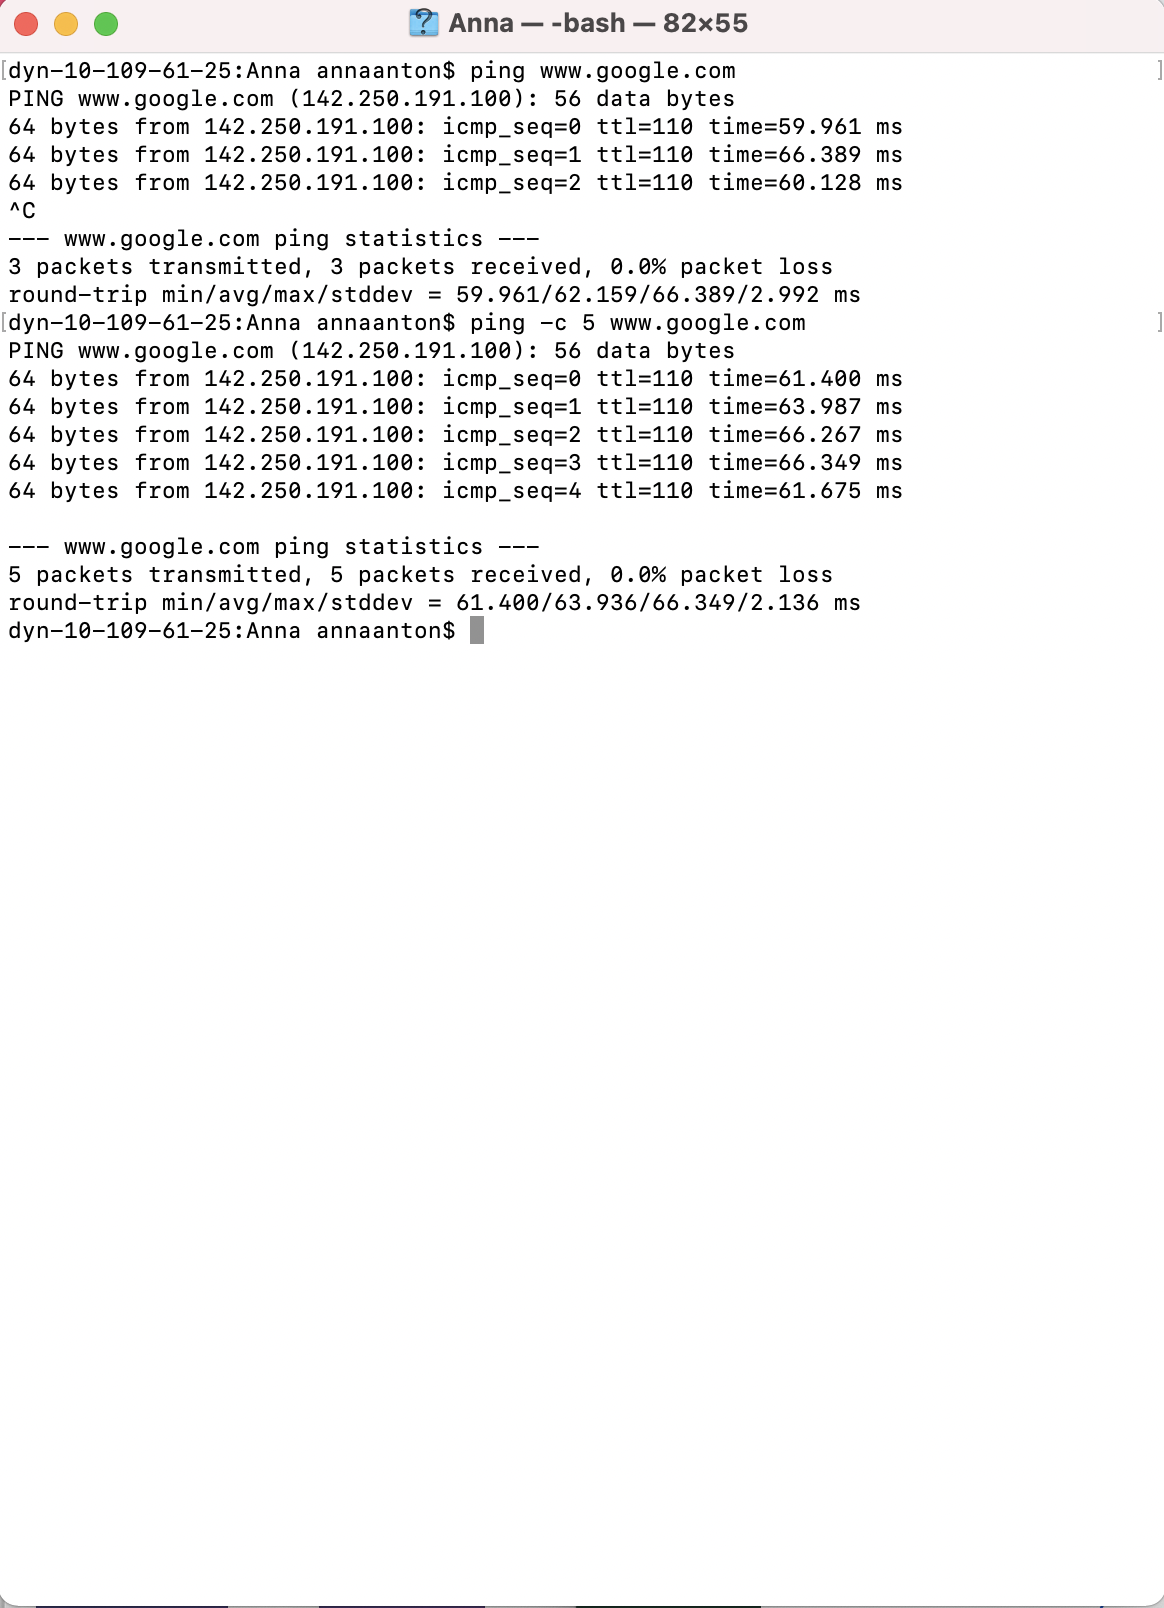 Anna — -bash — 82×55
[dyn-10-109-61-25:Anna annaanton$ ping www.google.com ]
PING www.google.com (142.250.191.100): 56 data bytes
64 bytes from 142.250.191.100: icmp_seq=0 ttl=110 time=59.961 ms
64 bytes from 142.250.191.100: icmp_seq=1 ttl=110 time=66.389 ms
64 bytes from 142.250.191.100: icmp_seq=2 ttl=110 time=60.128 ms
^C
--- www.google.com ping statistics ---
3 packets transmitted, 3 packets received, 0.0% packet loss
round-trip min/avg/max/stddev = 59.961/62.159/66.389/2.992 ms
[dyn-10-109-61-25:Anna annaanton$ ping -c 5 www.google.com ]
PING www.google.com (142.250.191.100): 56 data bytes
64 bytes from 142.250.191.100: icmp_seq=0 ttl=110 time=61.400 ms
64 bytes from 142.250.191.100: icmp_seq=1 ttl=110 time=63.987 ms
64 bytes from 142.250.191.100: icmp_seq=2 ttl=110 time=66.267 ms
64 bytes from 142.250.191.100: icmp_seq=3 ttl=110 time=66.349 ms
64 bytes from 142.250.191.100: icmp_seq=4 ttl=110 time=61.675 ms

--- www.google.com ping statistics ---
5 packets transmitted, 5 packets received, 0.0% packet loss
round-trip min/avg/max/stddev = 61.400/63.936/66.349/2.136 ms
dyn-10-109-61-25:Anna annaanton$